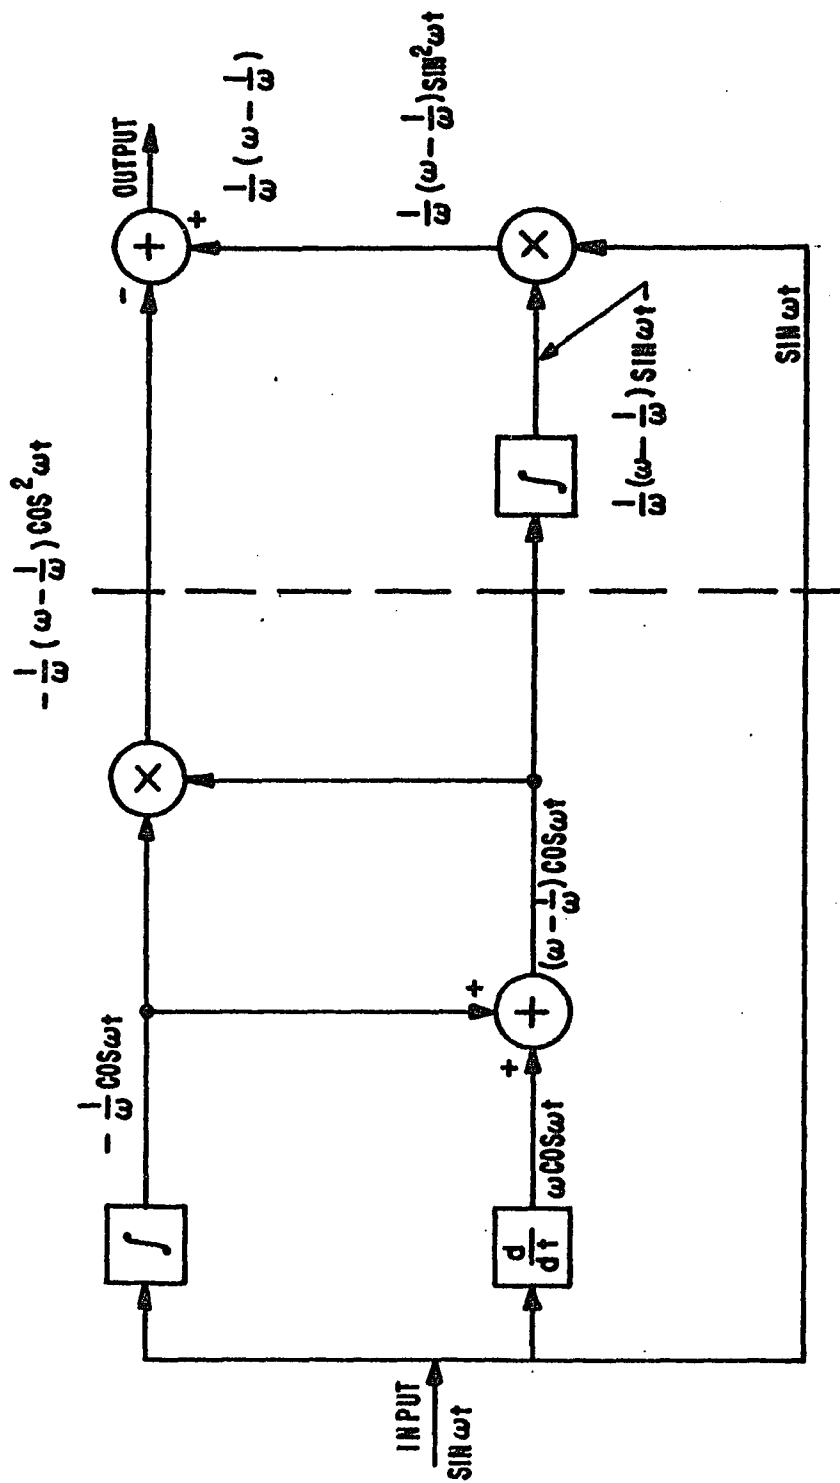 INPUT
SIN ωt
∫
d/dt
- 1/ω COS ωt
ω COS ωt
+
+
+
(ω - 1/ω) COS ωt
×
- 1/ω (ω - 1/ω) COS² ωt
∫
1/ω (ω - 1/ω) SIN ωt
SIN ωt
×
1/ω (ω - 1/ω) SIN² ωt
-
+
+
OUTPUT
1/ω (ω - 1/ω)